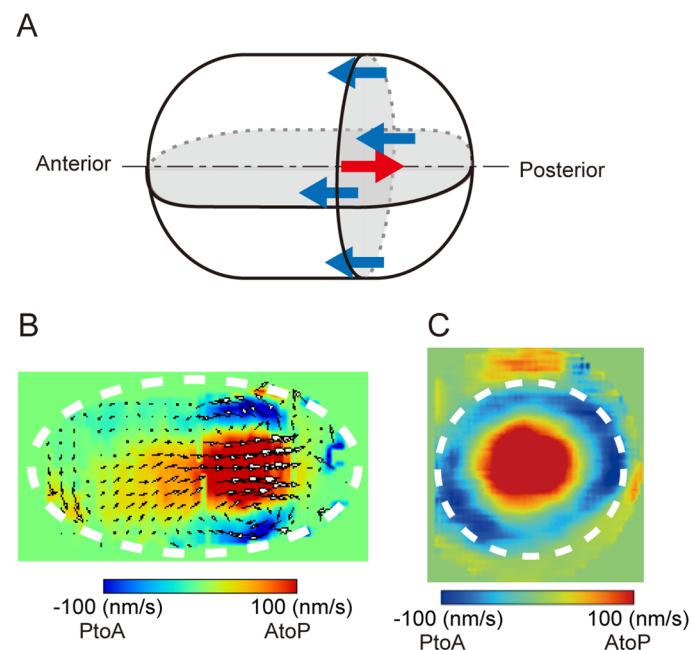 A
Anterior
Posterior
B
C
-100 (nm/s)
100 (nm/s)
PtoA
AtoP
-100 (nm/s)
100 (nm/s)
PtoA
AtoP